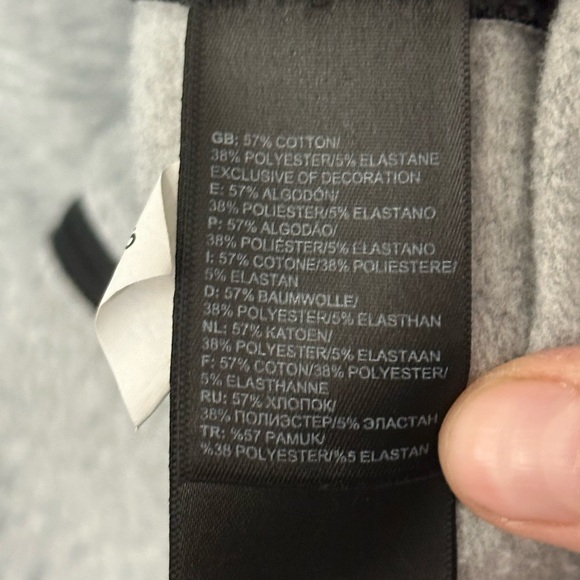 GB: 57% COTTON/
38% POLYESTER/5% ELASTANE
EXCLUSIVE OF DECORATION
E: 57% ALGODÓN/
38% POLIÉSTER/5% ELASTANO
P: 57% ALGODÃO/
38% POLIÉSTER/5% ELASTANO
I: 57% COTONE/38% POLIESTERE/
5% ELASTAN
D: 57% BAUMWOLLE/
38% POLYESTER/5% ELASTHAN
NL: 57% KATOEN/
38% POLYESTER/5% ELASTAAN
F: 57% COTON/38% POLYESTER/
5% ELASTHANNE
RU: 57% ХЛОПОК/
38% ПОЛИЭСТЕР/5% ЭЛАСТАН
TR: %57 PAMUK/
%38 POLYESTER/%5 ELASTAN